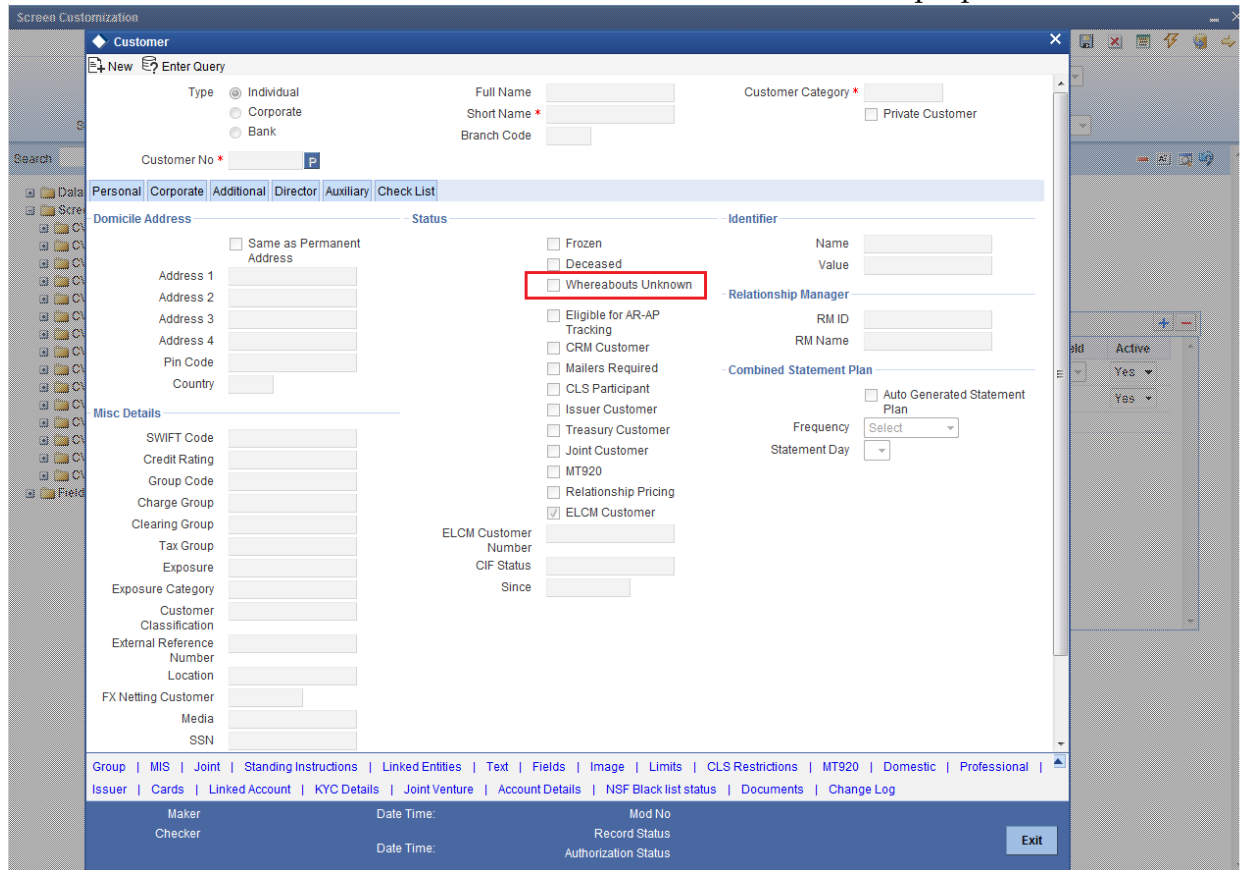 Screen Customization
Customer
New Enter Query
Type Individual Full Name Customer Category *
Corporate Short Name * Private Customer
Bank Branch Code
Customer No * P
Search
Personal Corporate Additional Director Auxiliary Check List
Domicile Address Status Identifier
Same as Permanent Address Frozen Name
Deceased Value
Address 1 Whereabouts Unknown
Address 2 Relationship Manager
Address 3 Eligible for AR-AP Tracking RM ID
Address 4 CRM Customer RM Name
Pin Code Mailers Required Combined Statement Plan
Country CLS Participant Auto Generated Statement Plan
Misc Details Issuer Customer
SWIFT Code Treasury Customer Frequency Select
Credit Rating Joint Customer Statement Day
Group Code MT920
Charge Group Relationship Pricing
Clearing Group ELCM Customer
Tax Group ELCM Customer Number
Exposure CIF Status
Exposure Category Since
Customer Classification
External Reference Number
Location
FX Netting Customer
Media
SSN
Active
Yes
Yes
Group | MIS | Joint | Standing Instructions | Linked Entities | Text | Fields | Image | Limits | CLS Restrictions | MT920 | Domestic | Professional |
Issuer | Cards | Linked Account | KYC Details | Joint Venture | Account Details | NSF Black list status | Documents | Change Log
Maker Date Time: Mod No
Checker Record Status
Date Time: Authorization Status
Exit